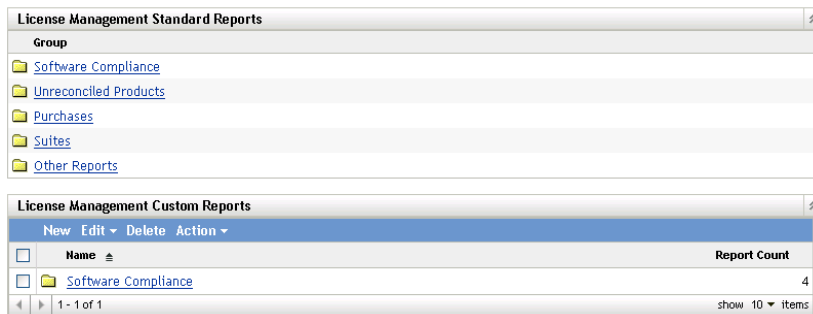 License Management Standard Reports
Group
Software Compliance
Unreconciled Products
Purchases
Suites
Other Reports
License Management Custom Reports
New Edit Delete Action
Name Report Count
Software Compliance 4
1 - 1 of 1 show 10 items